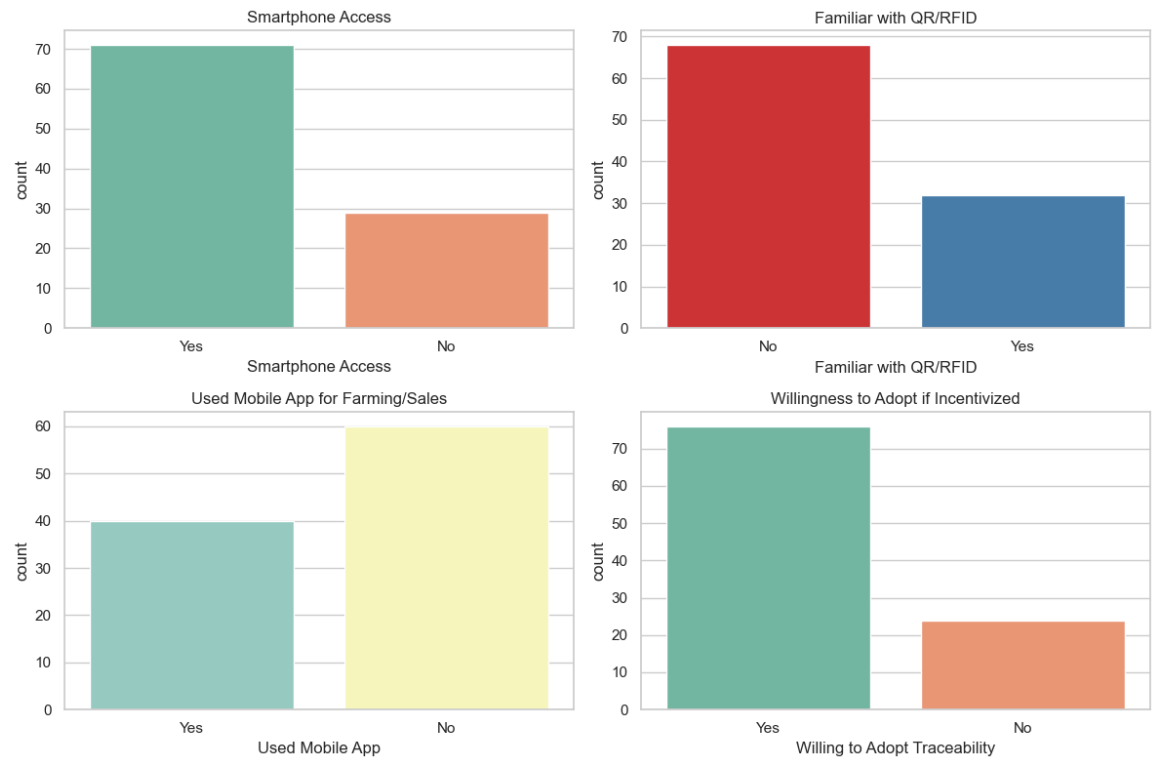 Smartphone Access
70
60
50
40
30
20
10
0
count
Yes
No
Smartphone Access
Familiar with QR/RFID
70
60
50
40
30
20
10
0
count
No
Yes
Familiar with QR/RFID
Used Mobile App for Farming/Sales
60
50
40
30
20
10
0
count
Yes
No
Used Mobile App
Willingness to Adopt if Incentivized
70
60
50
40
30
20
10
0
count
Yes
No
Willing to Adopt Traceability